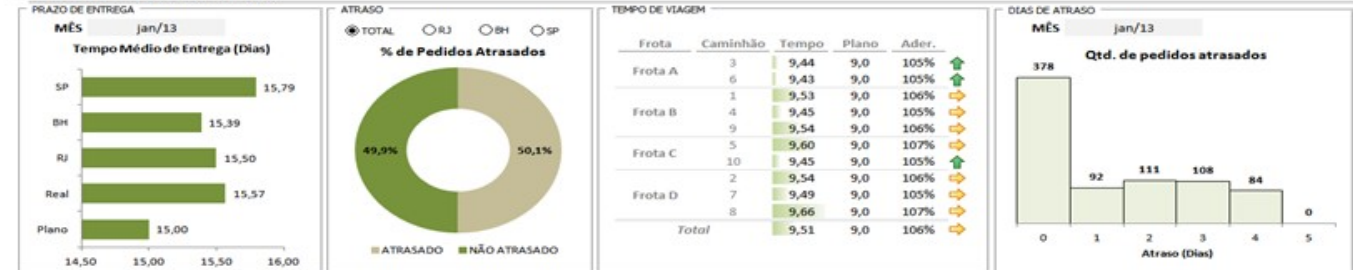 PRAZO DE ENTREGA
MÊS jan/13
Tempo Médio de Entrega (Dias)
SP 15,79
BH 15,39
RJ 15,50
Real 15,57
Plano 15,00
14,50 15,00 15,50 16,00
ATRASO
TOTAL RJ BH SP
% de Pedidos Atrasados
49,9% 50,1%
ATRASADO NÃO ATRASADO
TEMPO DE VIAGEM
Frota Caminhão Tempo Plano Ader.
Frota A
3 9,44 9,0 105%
6 9,43 9,0 105%
Frota B
1 9,53 9,0 106%
4 9,45 9,0 105%
9 9,54 9,0 106%
Frota C
5 9,60 9,0 107%
10 9,45 9,0 105%
Frota D
2 9,54 9,0 106%
7 9,49 9,0 105%
8 9,66 9,0 107%
Total 9,51 9,0 106%
DIAS DE ATRASO
MÊS jan/13
Qtd. de pedidos atrasados
378 92 111 108 84 0
0 1 2 3 4 5
Atraso (Dias)